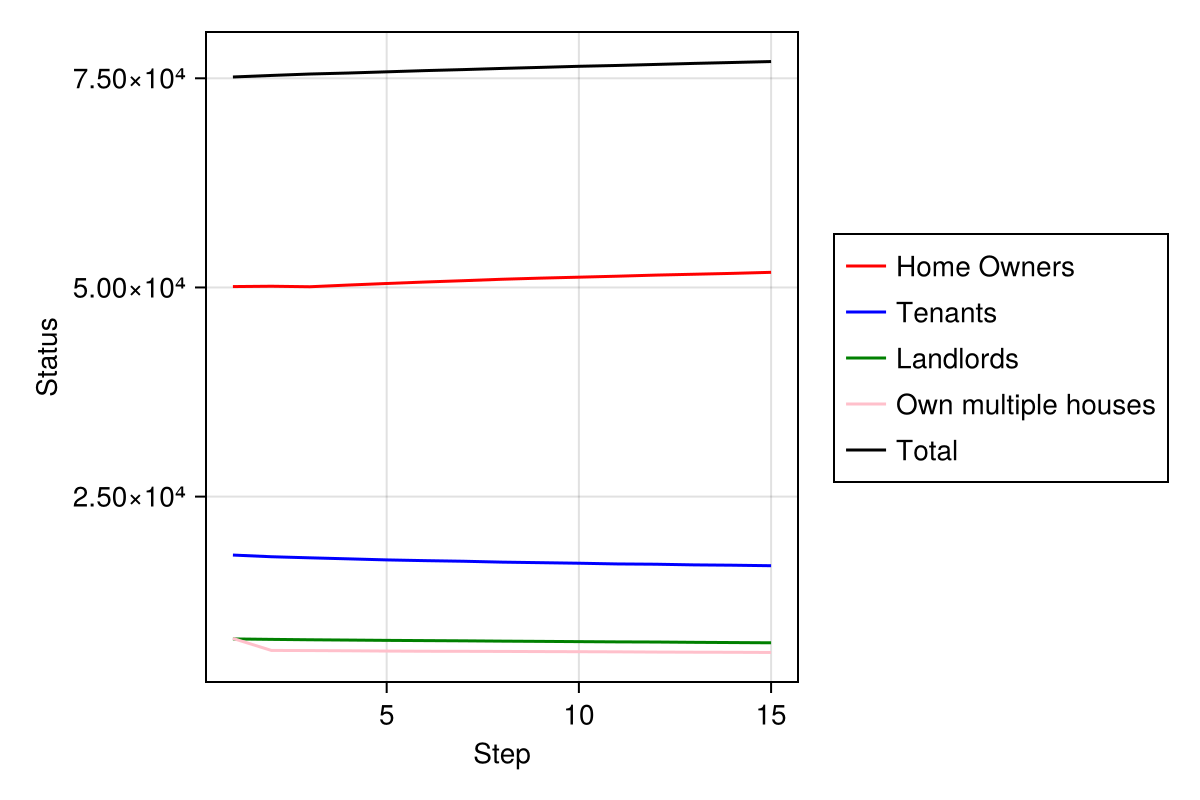 7.50×10⁴
5.00×10⁴
2.50×10⁴
Status
5 10 15
Step
Home Owners
Tenants
Landlords
Own multiple houses
Total